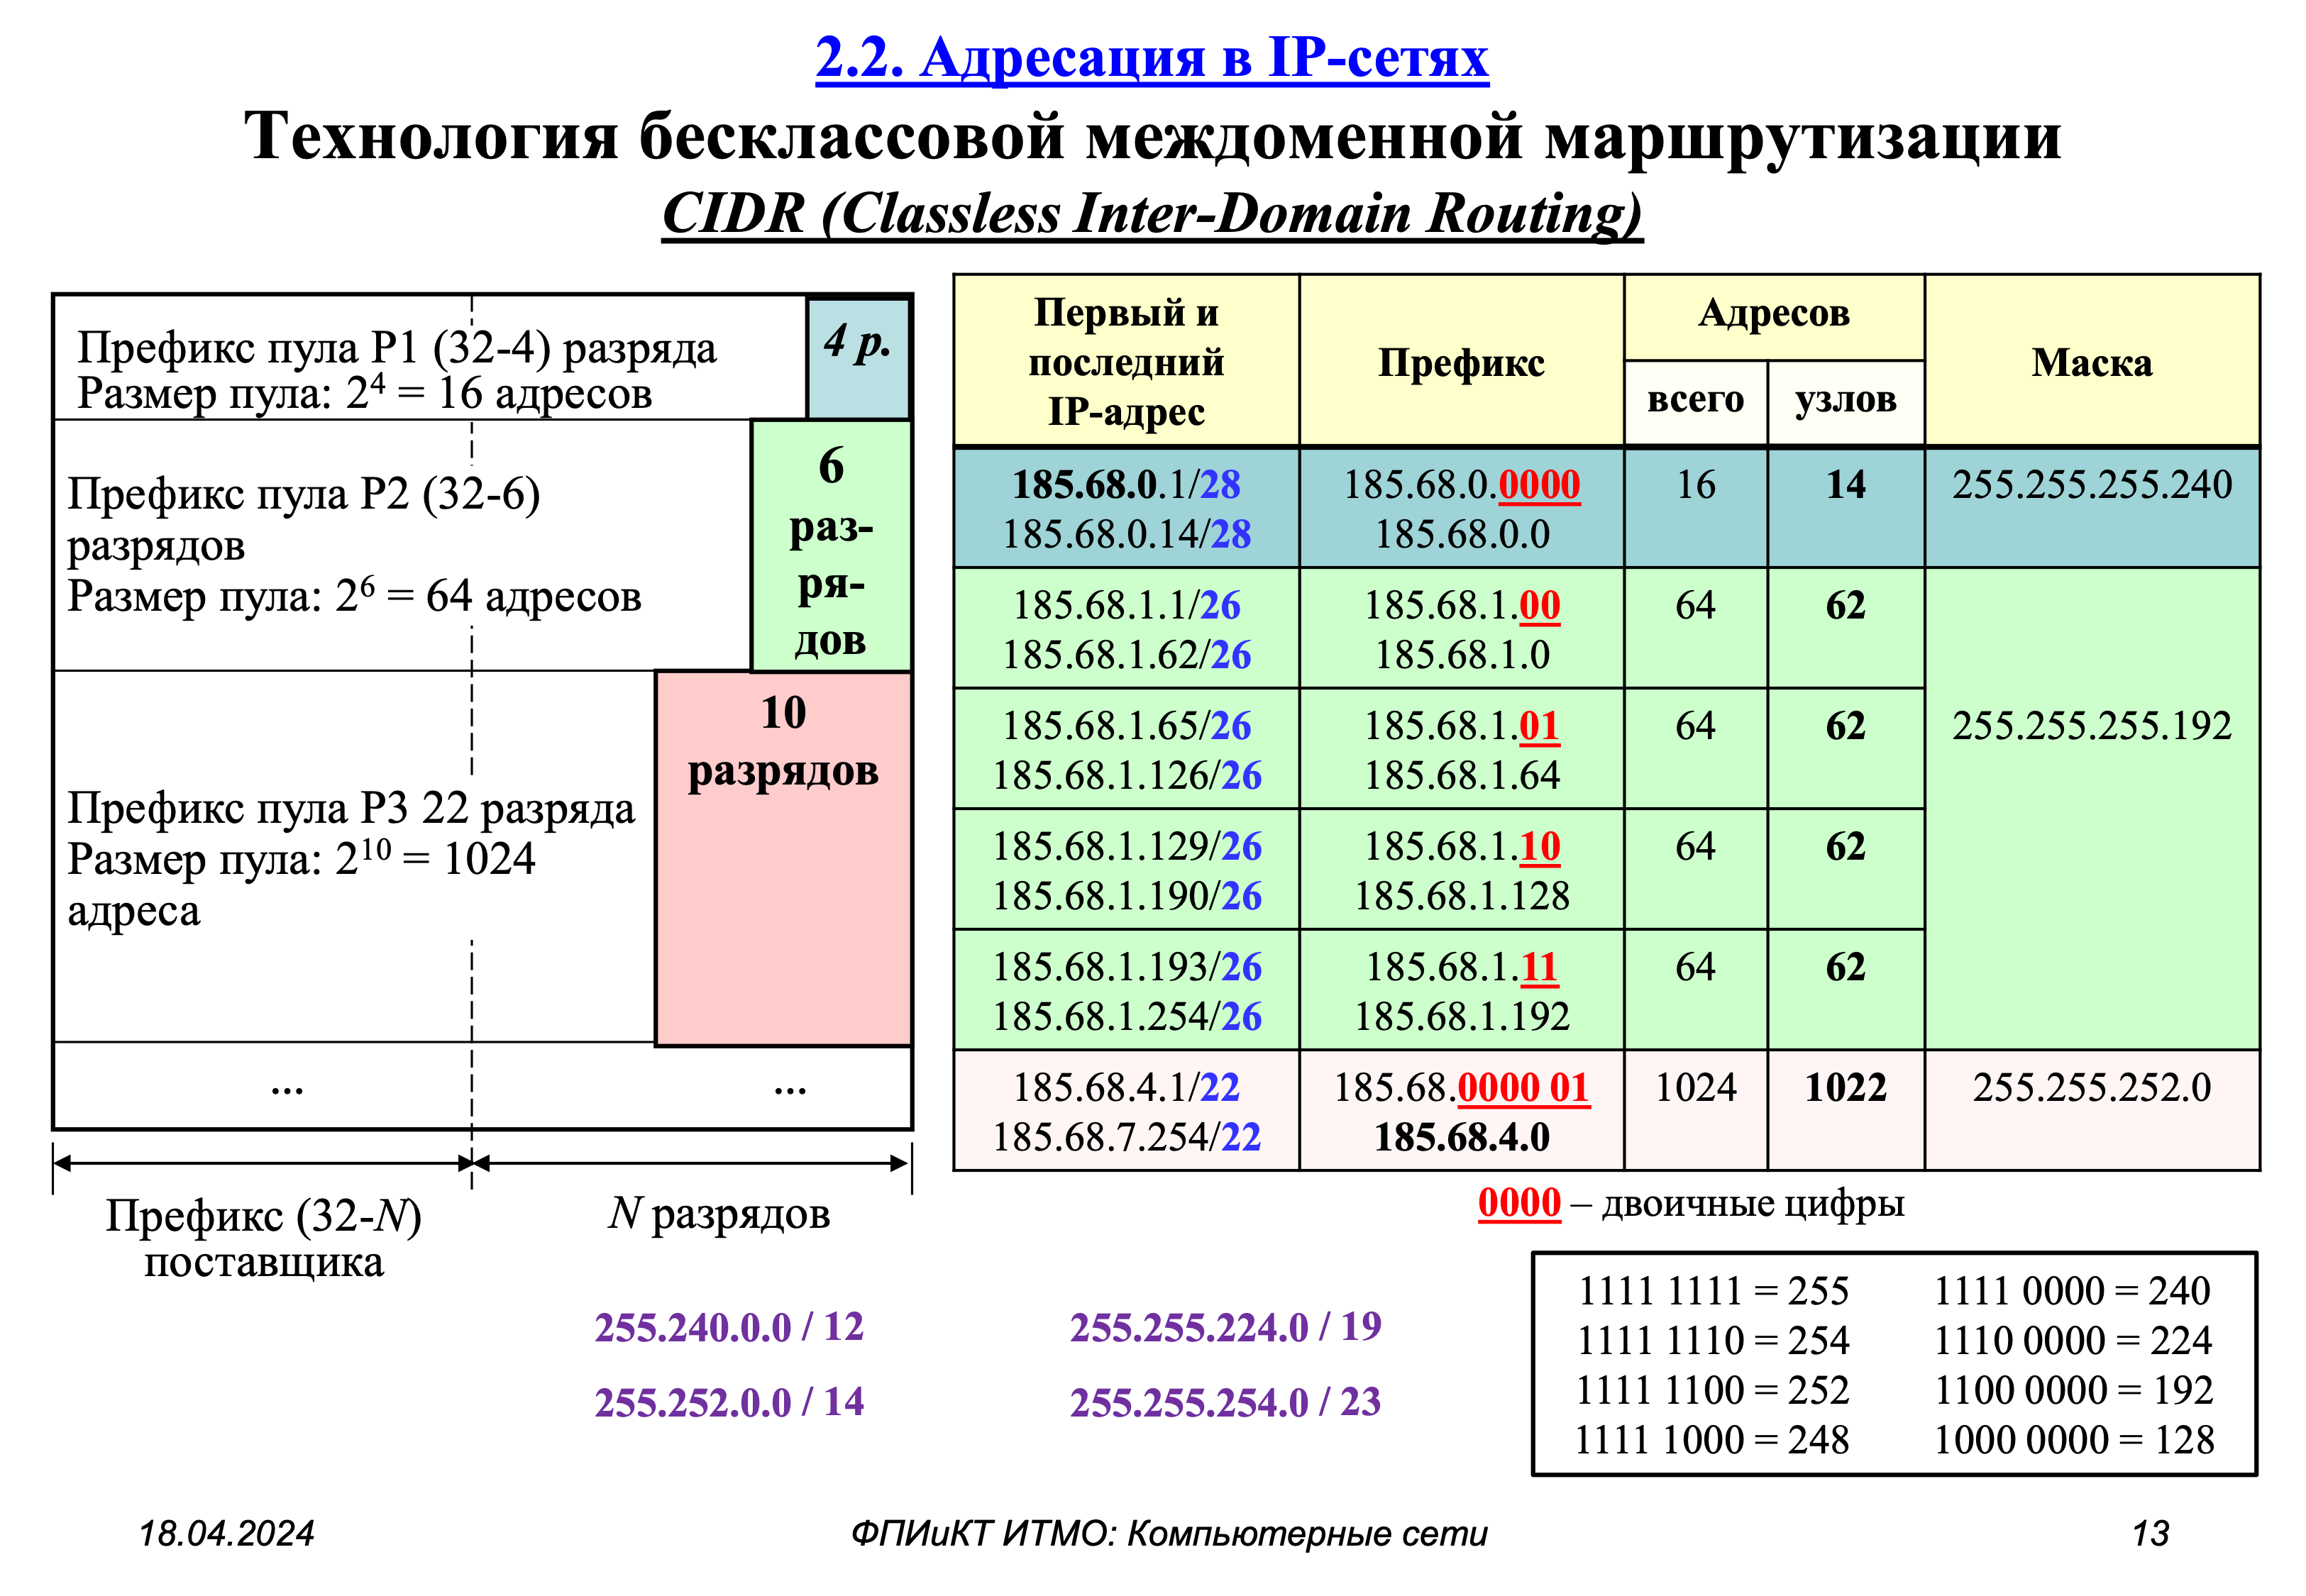 2.2. Адресация в IP-сетях
Технология бесклассовой междоменной маршрутизации
CIDR (Classless Inter-Domain Routing)
Префикс пула P1 (32-4) разряда
Размер пула: 2⁴ = 16 адресов
4 р.
Префикс пула P2 (32-6)
разрядов
Размер пула: 2⁶ = 64 адресов
6
раз-
ря-
дов
Префикс пула P3 22 разряда
Размер пула: 2¹⁰ = 1024
адреса
10
разрядов
... ...
Префикс (32-N)
поставщика
N разрядов
Первый и
последний
IP-адрес
Префикс
Адресов
всего
узлов
Маска
185.68.0.1/28 185.68.0.0000 16 14 255.255.255.240
185.68.0.14/28 185.68.0.0
185.68.1.1/26 185.68.1.00 64 62
185.68.1.62/26 185.68.1.0
185.68.1.65/26 185.68.1.01 64 62 255.255.255.192
185.68.1.126/26 185.68.1.64
185.68.1.129/26 185.68.1.10 64 62
185.68.1.190/26 185.68.1.128
185.68.1.193/26 185.68.1.11 64 62
185.68.1.254/26 185.68.1.192
185.68.4.1/22 185.68.0000 01 1024 1022 255.255.252.0
185.68.7.254/22 185.68.4.0
0000 – двоичные цифры
255.240.0.0 / 12 255.255.224.0 / 19
255.252.0.0 / 14 255.255.254.0 / 23
1111 1111 = 255 1111 0000 = 240
1111 1110 = 254 1110 0000 = 224
1111 1100 = 252 1100 0000 = 192
1111 1000 = 248 1000 0000 = 128
18.04.2024 ФПИиКТ ИТМО: Компьютерные сети 13